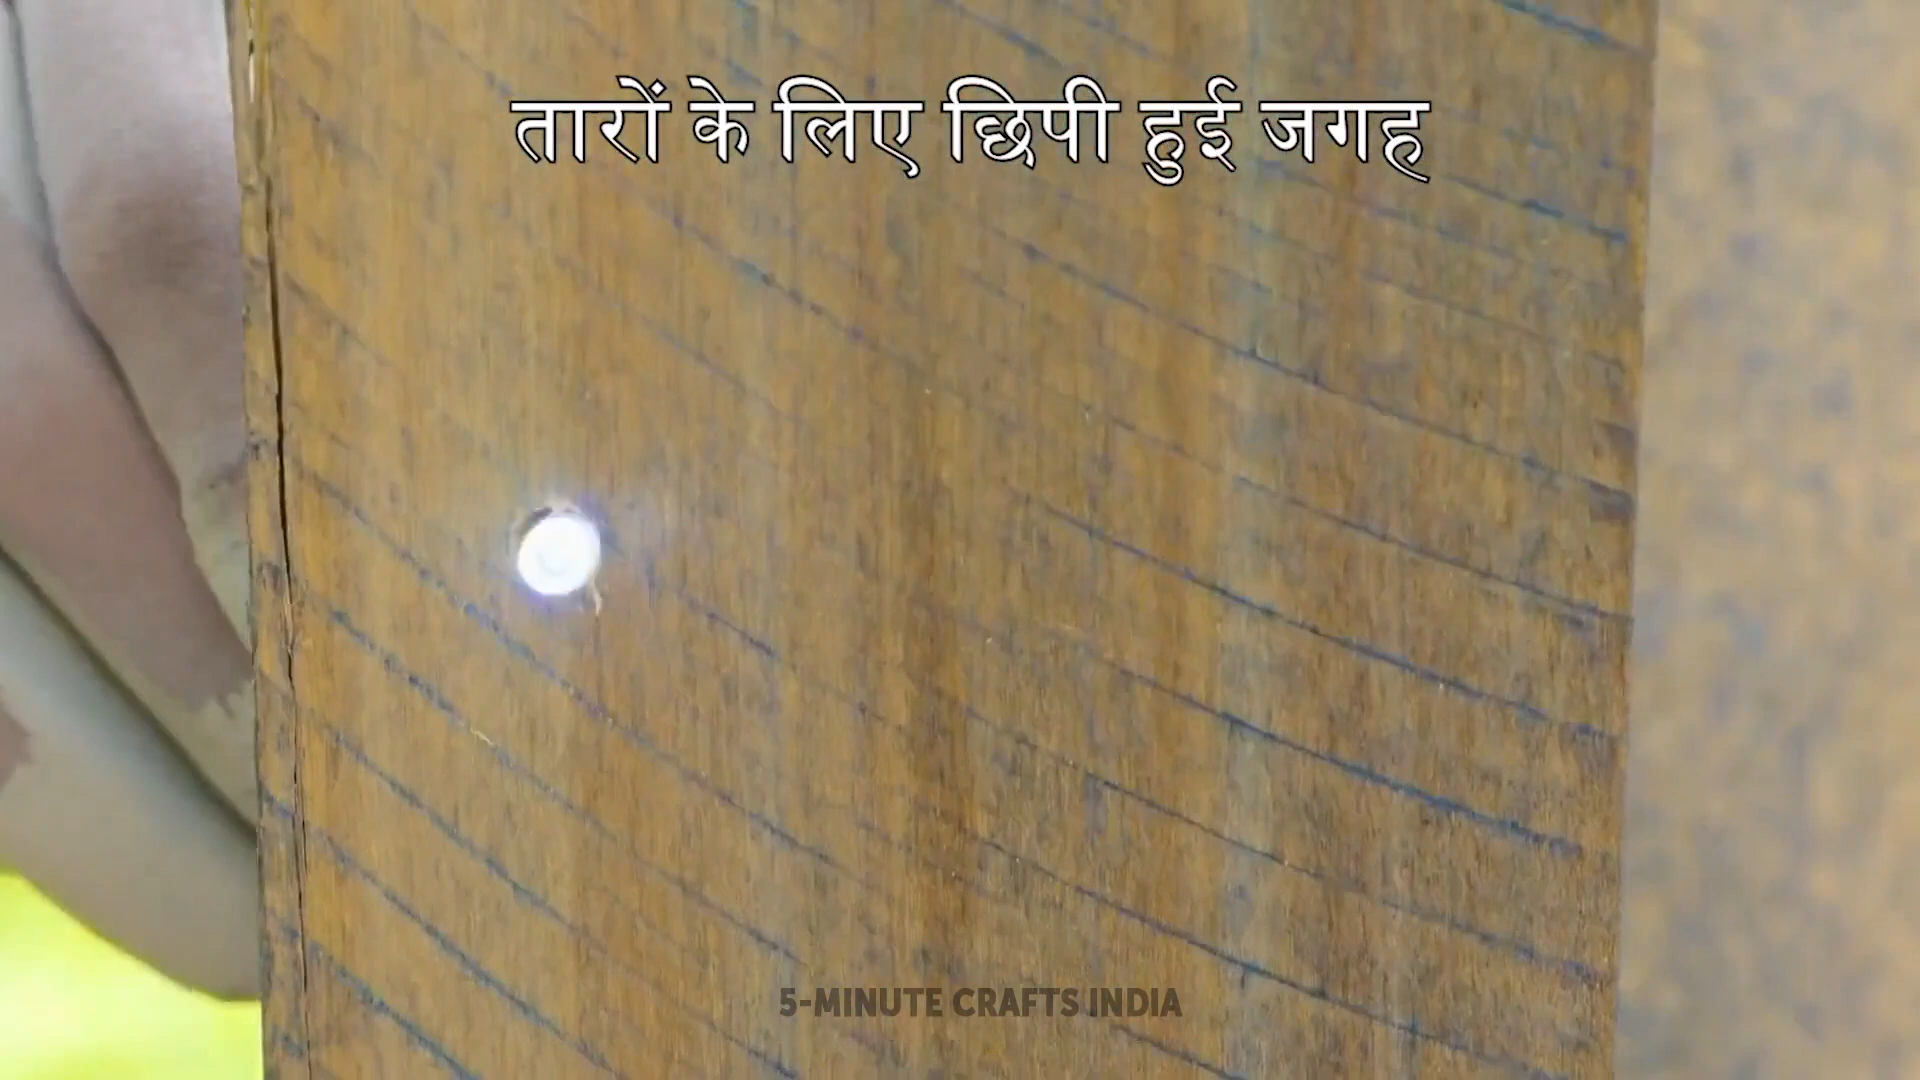 तारों के लिए छिपी हुई जगह
5-MINUTE CRAFTS INDIA